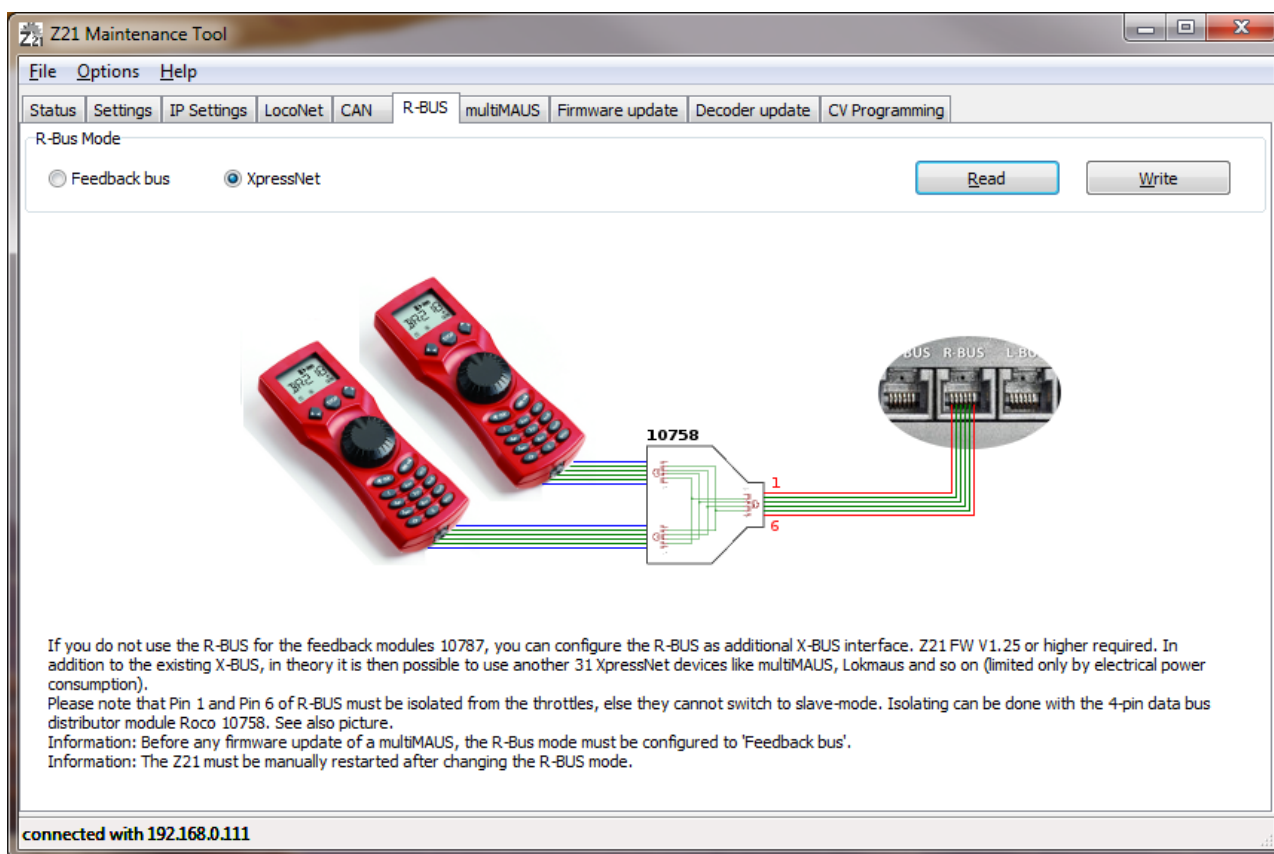 Z21 Maintenance Tool
File Options Help
Status Settings IP Settings LocoNet CAN R-BUS multiMAUS Firmware update Decoder update CV Programming
R-Bus Mode
Feedback bus XpressNet Read Write
BUS R-BUS L-BU
10758
1
6
If you do not use the R-BUS for the feedback modules 10787, you can configure the R-BUS as additional X-BUS interface. Z21 FW V1.25 or higher required. In
addition to the existing X-BUS, in theory it is then possible to use another 31 XpressNet devices like multiMAUS, Lokmaus and so on (limited only by electrical power
consumption).
Please note that Pin 1 and Pin 6 of R-BUS must be isolated from the throttles, else they cannot switch to slave-mode. Isolating can be done with the 4-pin data bus
distributor module Roco 10758. See also picture.
Information: Before any firmware update of a multiMAUS, the R-Bus mode must be configured to 'Feedback bus'.
Information: The Z21 must be manually restarted after changing the R-BUS mode.
connected with 192.168.0.111